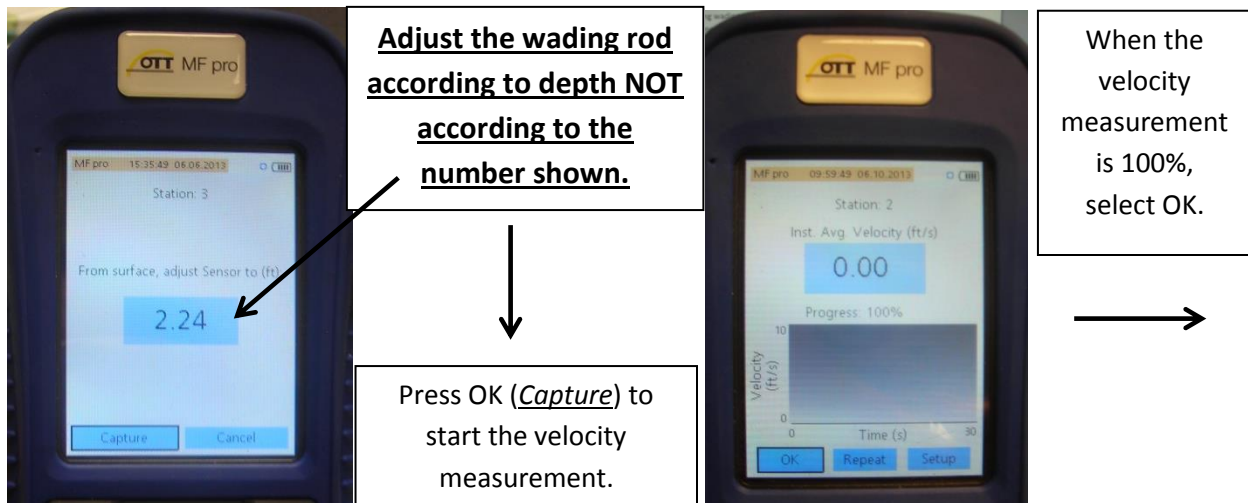 OTT MF pro
MF pro 15:35:49 06.06.2013
Station: 3
From surface, adjust Sensor to (ft)
2.24
Capture Cancel
Adjust the wading rod
according to depth NOT
according to the
number shown.
Press OK (Capture) to
start the velocity
measurement.
OTT MF pro
MF pro 09:59:49 06.10.2013
Station: 2
Inst. Avg. Velocity (ft/s)
0.00
Progress: 100%
10
Velocity
(ft/s)
0
0 Time (s) 30
OK Repeat Setup
When the
velocity
measurement
is 100%,
select OK.